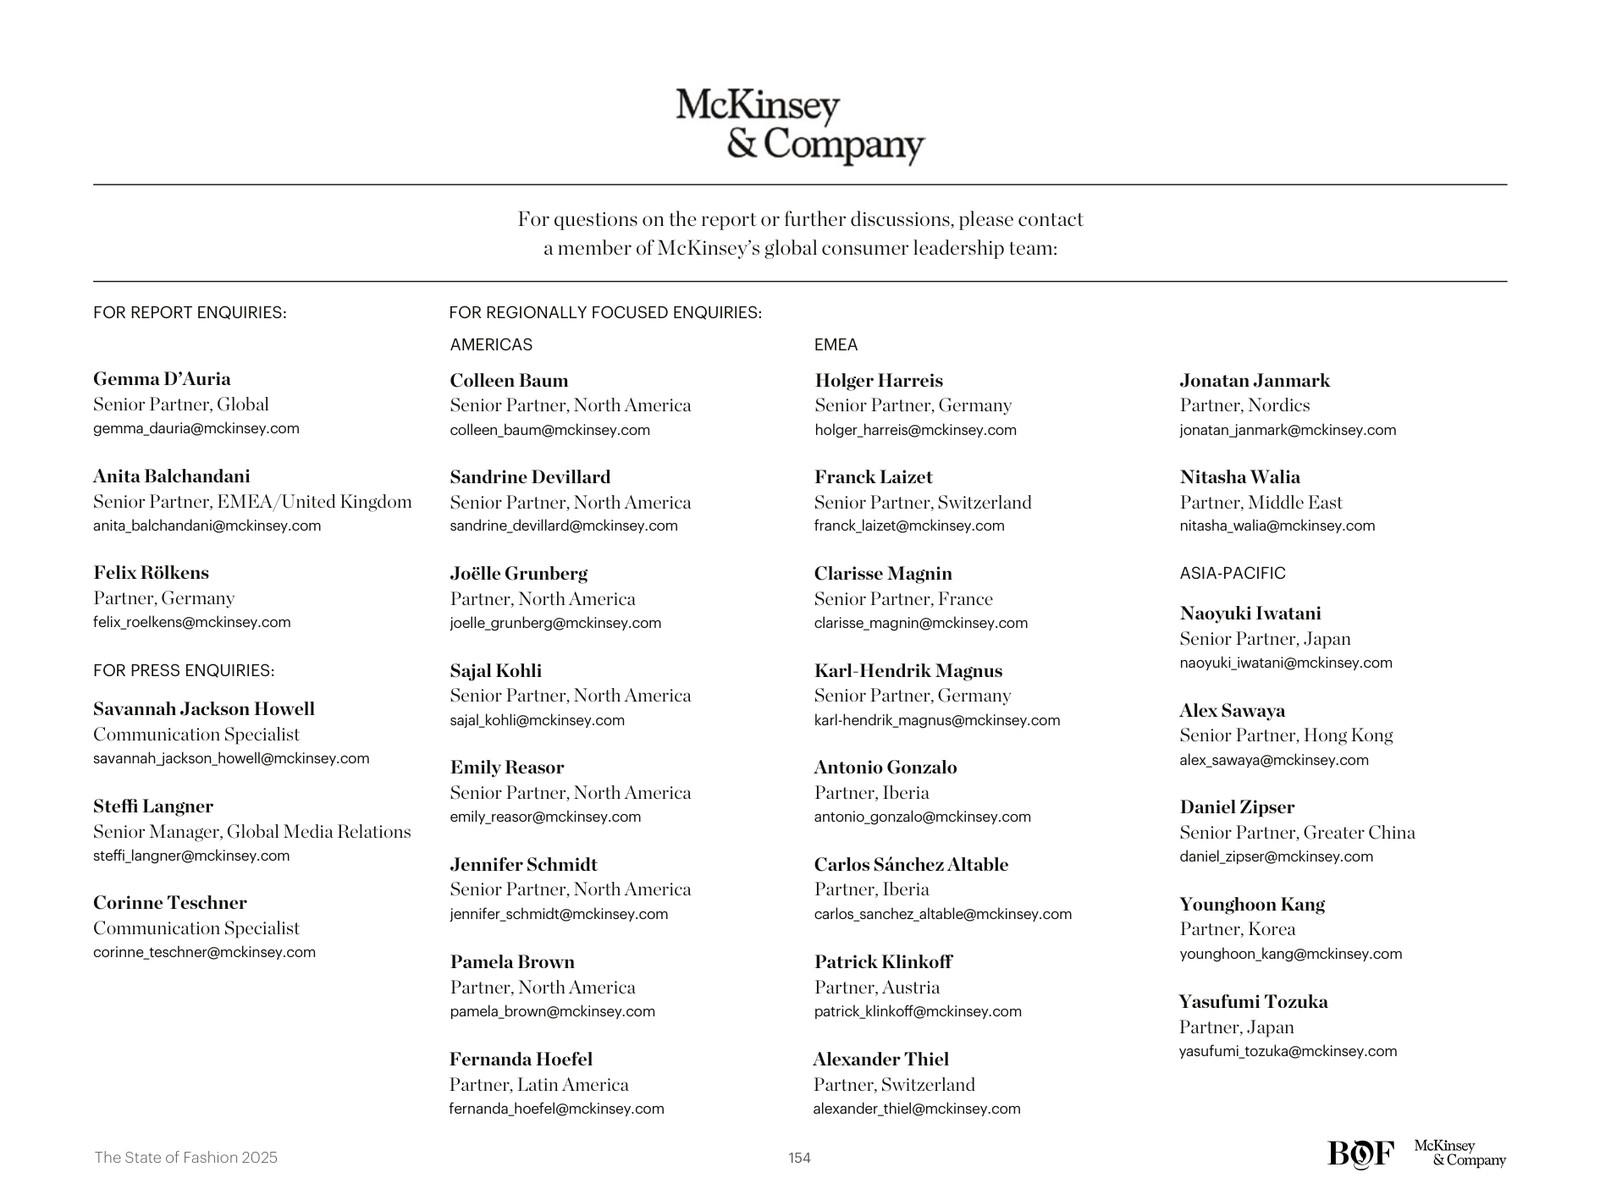 McKinsey
& Company
For questions on the report or further discussions, please contact
a member of McKinsey’s global consumer leadership team:
FOR REPORT ENQUIRIES:
Gemma D’Auria
Senior Partner, Global
gemma_dauria@mckinsey.com
Anita Balchandani
Senior Partner, EMEA/United Kingdom
anita_balchandani@mckinsey.com
Felix Rölkens
Partner, Germany
felix_roelkens@mckinsey.com
FOR PRESS ENQUIRIES:
Savannah Jackson Howell
Communication Specialist
savannah_jackson_howell@mckinsey.com
Steffi Langner
Senior Manager, Global Media Relations
steffi_langner@mckinsey.com
Corinne Teschner
Communication Specialist
corinne_teschner@mckinsey.com
FOR REGIONALLY FOCUSED ENQUIRIES:
AMERICAS
Colleen Baum
Senior Partner, North America
colleen_baum@mckinsey.com
Sandrine Devillard
Senior Partner, North America
sandrine_devillard@mckinsey.com
Joëlle Grunberg
Partner, North America
joelle_grunberg@mckinsey.com
Sajal Kohli
Senior Partner, North America
sajal_kohli@mckinsey.com
Emily Reasor
Senior Partner, North America
emily_reasor@mckinsey.com
Jennifer Schmidt
Senior Partner, North America
jennifer_schmidt@mckinsey.com
Pamela Brown
Partner, North America
pamela_brown@mckinsey.com
Fernanda Hoefel
Partner, Latin America
fernanda_hoefel@mckinsey.com
EMEA
Holger Harreis
Senior Partner, Germany
holger_harreis@mckinsey.com
Franck Laizet
Senior Partner, Switzerland
franck_laizet@mckinsey.com
Clarisse Magnin
Senior Partner, France
clarisse_magnin@mckinsey.com
Karl-Hendrik Magnus
Senior Partner, Germany
karl-hendrik_magnus@mckinsey.com
Antonio Gonzalo
Partner, Iberia
antonio_gonzalo@mckinsey.com
Carlos Sánchez Altable
Partner, Iberia
carlos_sanchez_altable@mckinsey.com
Patrick Klinkoff
Partner, Austria
patrick_klinkoff@mckinsey.com
Alexander Thiel
Partner, Switzerland
alexander_thiel@mckinsey.com
Jonatan Janmark
Partner, Nordics
jonatan_janmark@mckinsey.com
Nitasha Walia
Partner, Middle East
nitasha_walia@mckinsey.com
ASIA-PACIFIC
Naoyuki Iwatani
Senior Partner, Japan
naoyuki_iwatani@mckinsey.com
Alex Sawaya
Senior Partner, Hong Kong
alex_sawaya@mckinsey.com
Daniel Zipser
Senior Partner, Greater China
daniel_zipser@mckinsey.com
Younghoon Kang
Partner, Korea
younghoon_kang@mckinsey.com
Yasufumi Tozuka
Partner, Japan
yasufumi_tozuka@mckinsey.com
The State of Fashion 2025
154
BOF
McKinsey
& Company